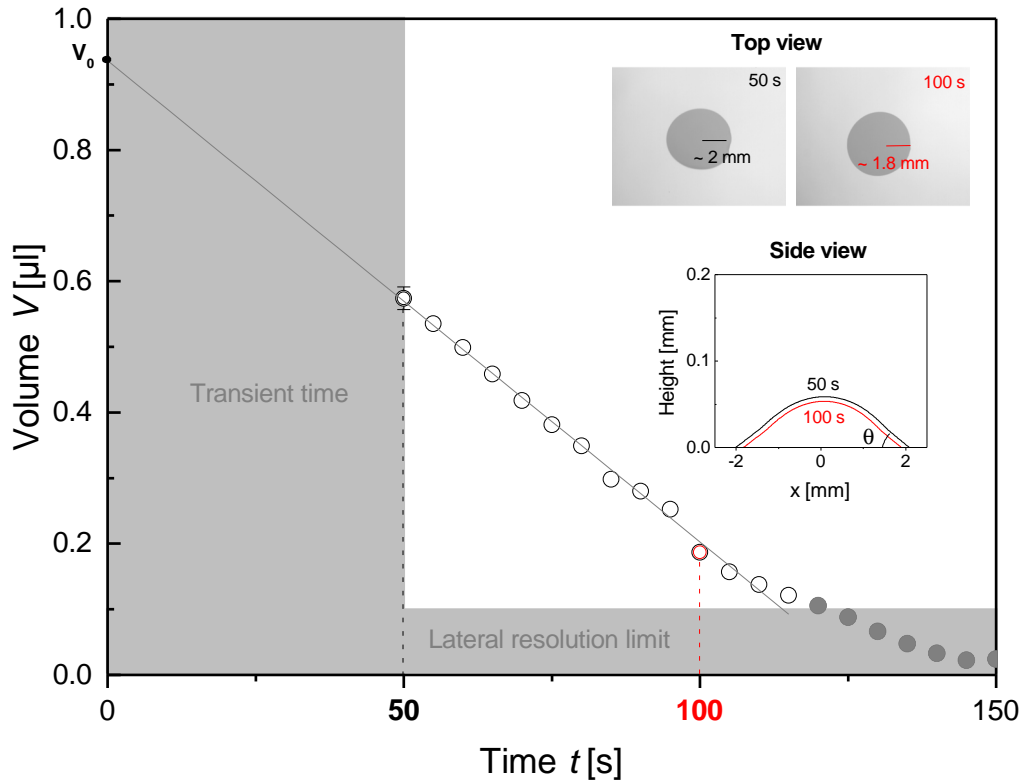 1.0
V0
0.8
0.6
0.4
0.2
0.0
Volume V [µl]
Transient time
Lateral resolution limit
0
50
100
150
Time t [s]
Top view
50 s
~ 2 mm
100 s
~ 1.8 mm
Side view
0.2
0.1
0.0
Height [mm]
50 s
100 s
θ
-2
0
2
x [mm]